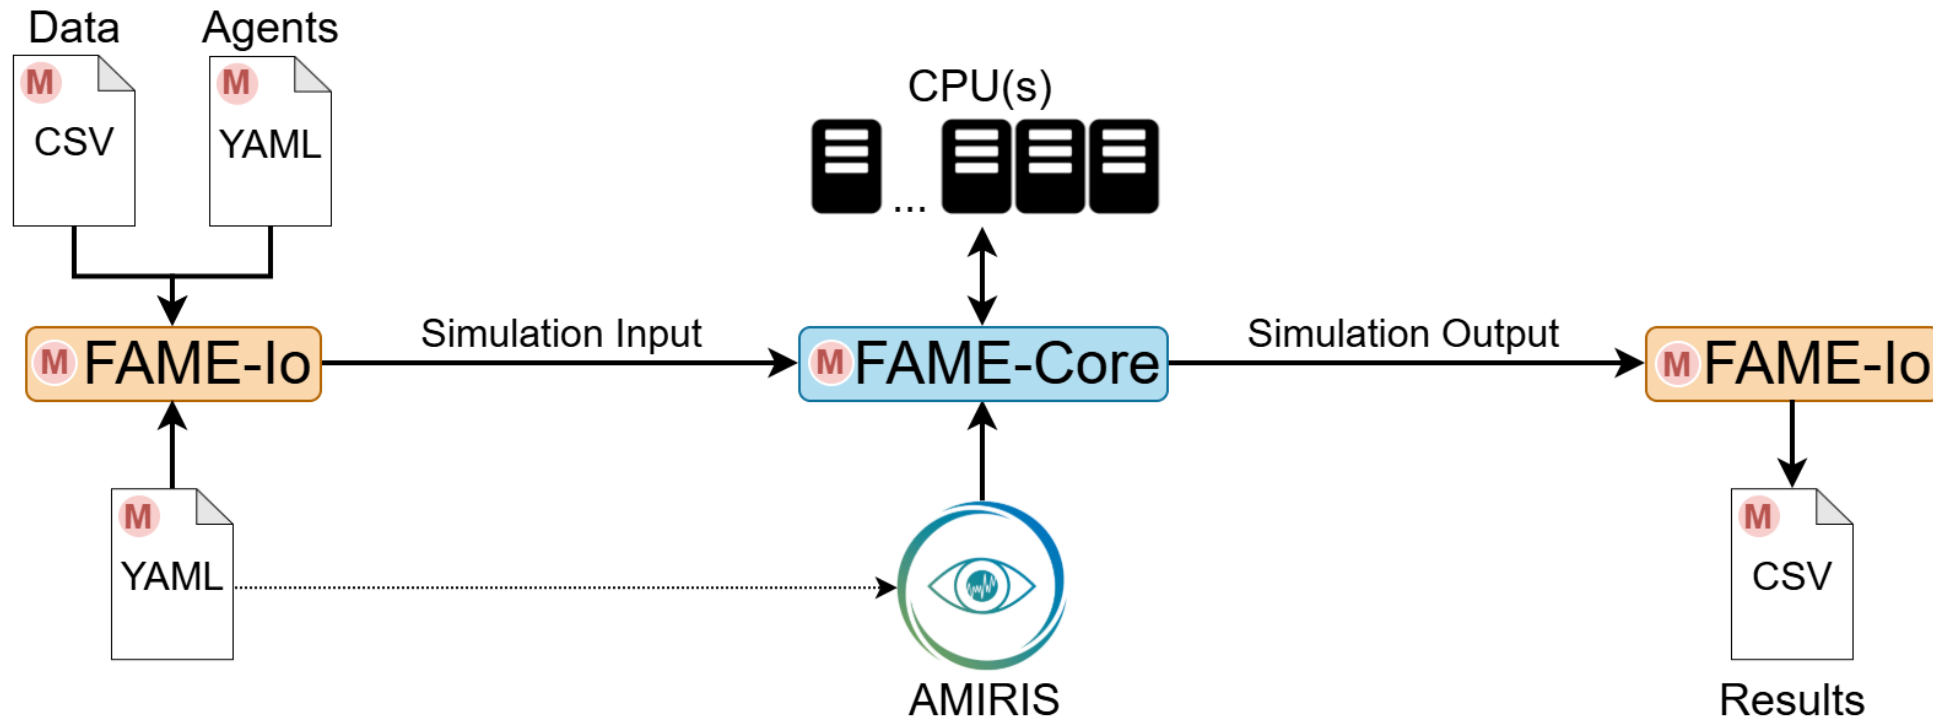 Data
Agents
M
CSV
M
YAML
CPU(s)
...
M FAME-Io
Simulation Input
M FAME-Core
Simulation Output
M FAME-Io
M
YAML
AMIRIS
M
CSV
Results